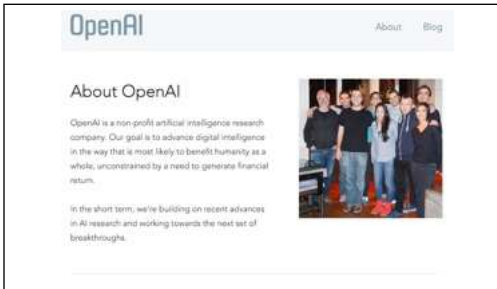 OpenAI
About Blog
About OpenAI
OpenAI is a non-profit artificial intelligence research
company. Our goal is to advance digital intelligence
in the way that is most likely to benefit humanity as a
whole, unconstrained by a need to generate financial
return.
In the short term, we're building on recent advances
in AI research and working towards the next set of
breakthroughs.